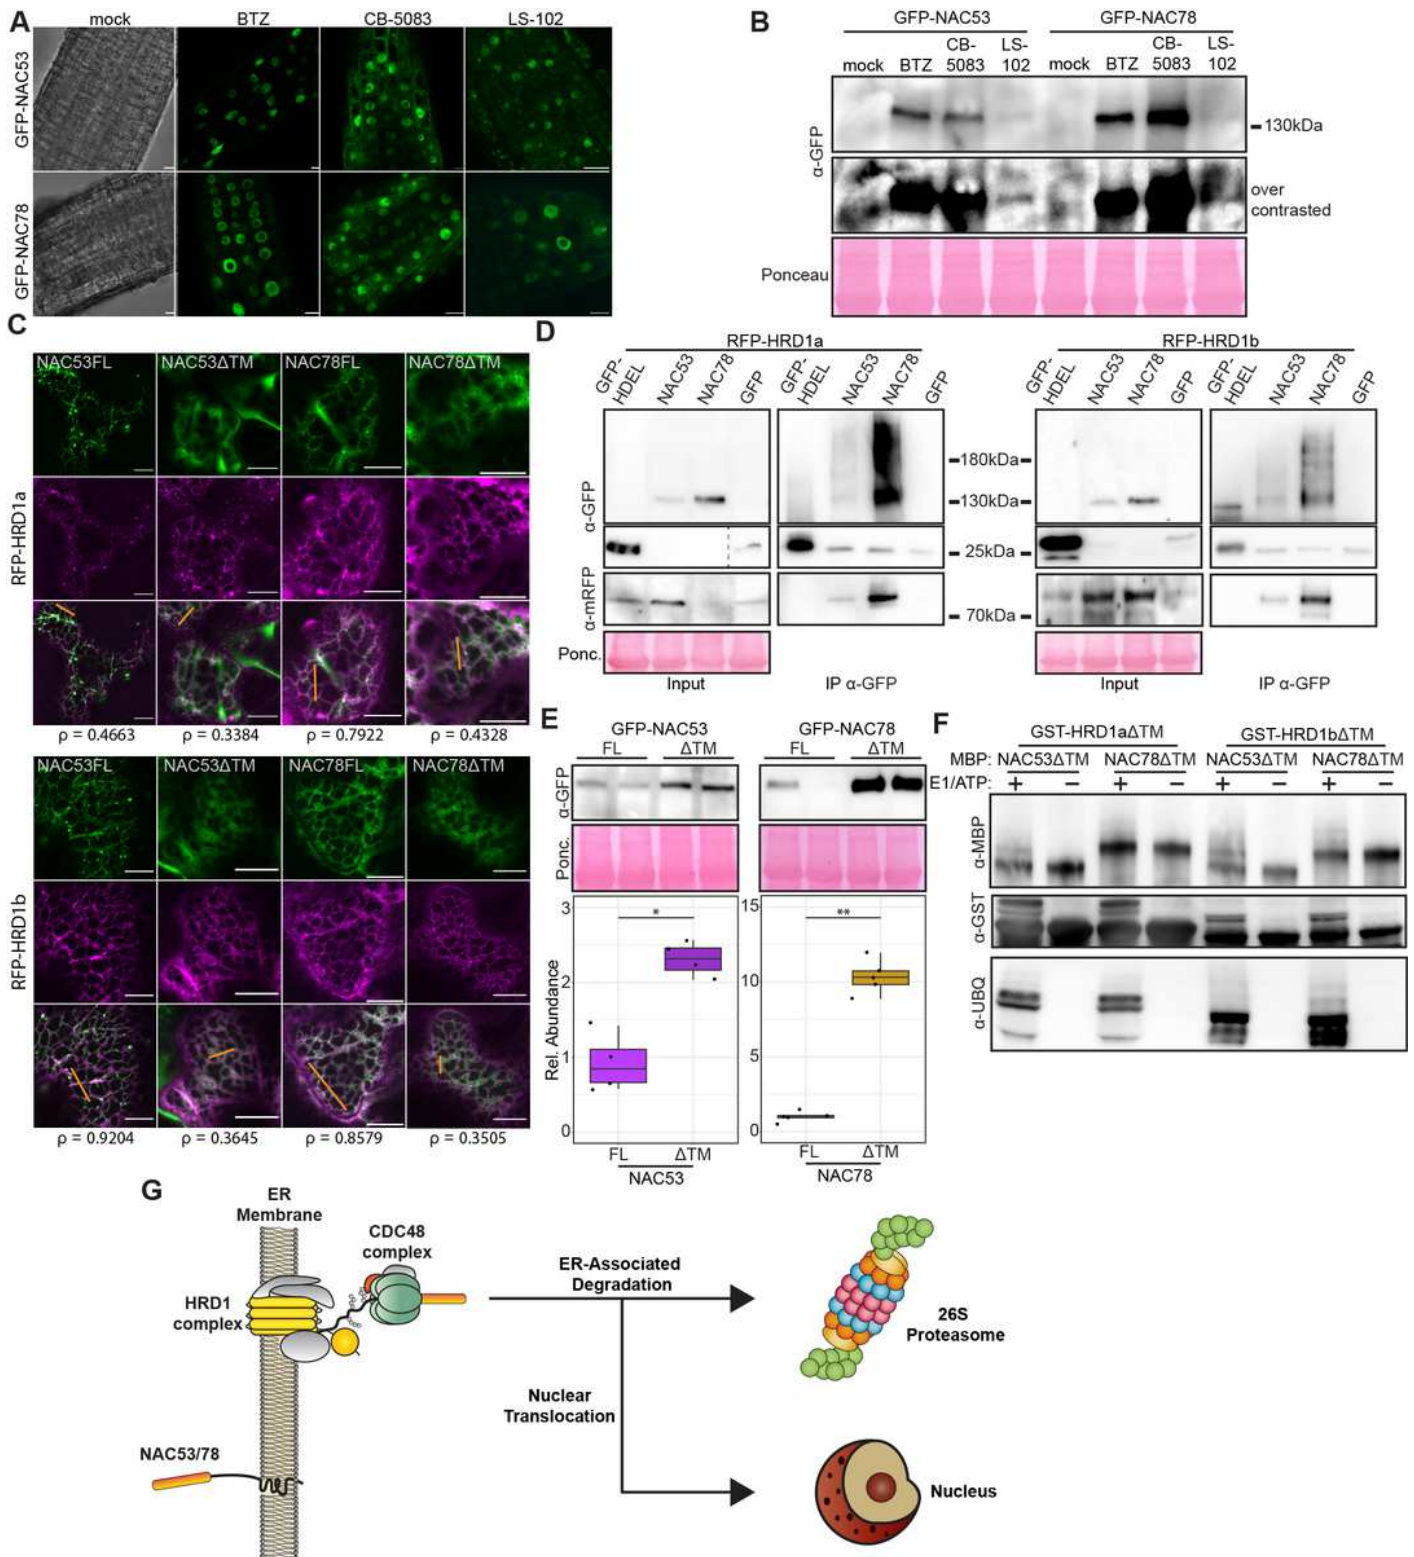 A
mock
BTZ
CB-5083
LS-102
GFP-NAC53
GFP-NAC78
B
GFP-NAC53
GFP-NAC78
mock
BTZ
CB-
5083
LS-
102
mock
BTZ
CB-
5083
LS-
102
α-GFP
130kDa
over
contrasted
Ponceau
C
NAC53FL
NAC53ΔTM
NAC78FL
NAC78ΔTM
RFP-HRD1a
ρ = 0.4663
ρ = 0.3384
ρ = 0.7922
ρ = 0.4328
NAC53FL
NAC53ΔTM
NAC78FL
NAC78ΔTM
RFP-HRD1b
ρ = 0.9204
ρ = 0.3645
ρ = 0.8579
ρ = 0.3505
D
RFP-HRD1a
RFP-HRD1b
GFP-
HDEL
NAC53
NAC78
GFP
GFP-
HDEL
NAC53
NAC78
GFP
GFP-
HDEL
NAC53
NAC78
GFP
GFP-
HDEL
NAC53
NAC78
GFP
α-GFP
180kDa
130kDa
25kDa
α-mRFP
70kDa
Ponc.
Input
IP α-GFP
Input
IP α-GFP
E
GFP-NAC53
GFP-NAC78
FL
ΔTM
FL
ΔTM
α-GFP
Ponc.
Rel. Abundance
3
2
1
0
*
15
10
5
0
**
FL
ΔTM
NAC53
FL
ΔTM
NAC78
F
GST-HRD1aΔTM
GST-HRD1bΔTM
MBP: NAC53ΔTM NAC78ΔTM NAC53ΔTM NAC78ΔTM
E1/ATP: + − + − + − + −
α-MBP
α-GST
α-UBQ
G
ER
Membrane
CDC48
complex
HRD1
complex
NAC53/78
ER-Associated
Degradation
Nuclear
Translocation
26S
Proteasome
Nucleus